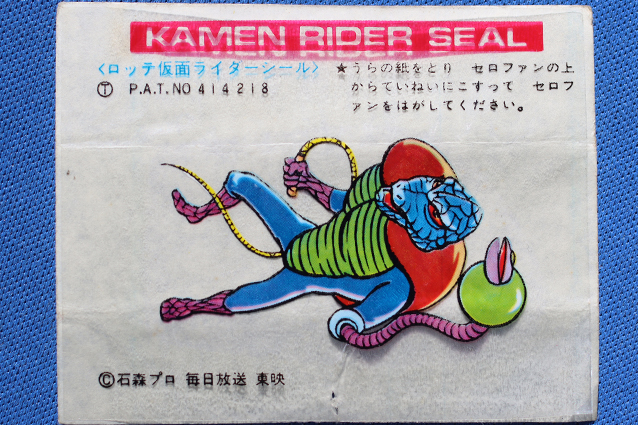 KAMEN RIDER SEAL
〈ロッテ仮面ライダーシール〉
Ⓣ P.A.T.NO 414218
★うらの紙をとり セロファンの上
からていねいにこすって セロフ
ァンをはがしてください。
©石森プロ 毎日放送 東映